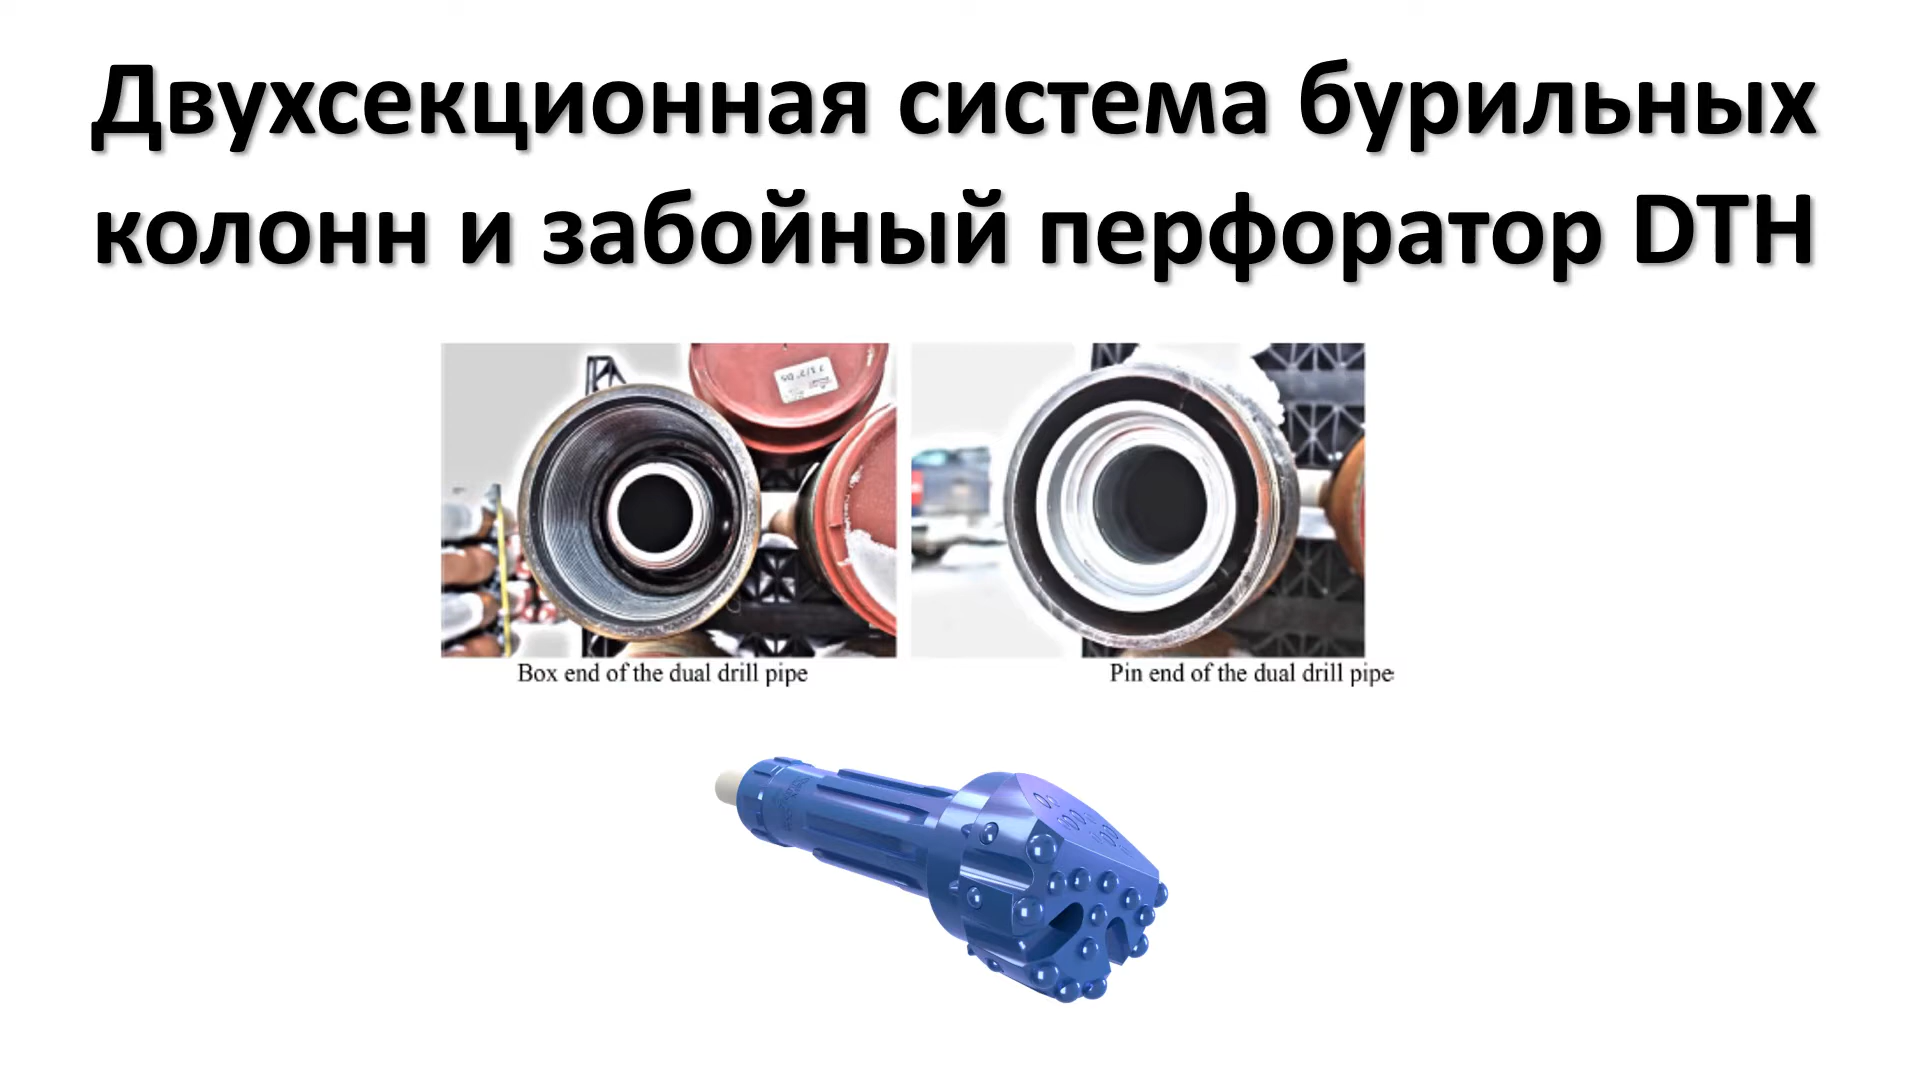 Двухсекционная система бурильных
колонн и забойный перфоратор DTH
Box end of the dual drill pipe
Pin end of the dual drill pipe